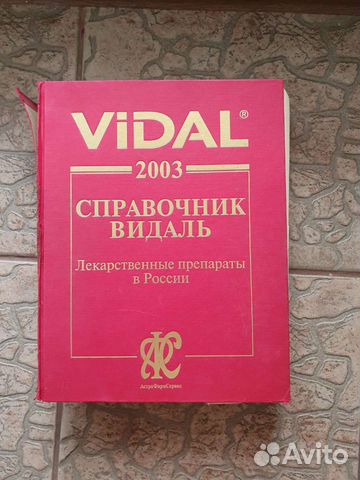 ViDAL®
2003
СПРАВОЧНИК
ВИДАЛЬ
Лекарственные препараты
в России
АстраФармСервис
Avito